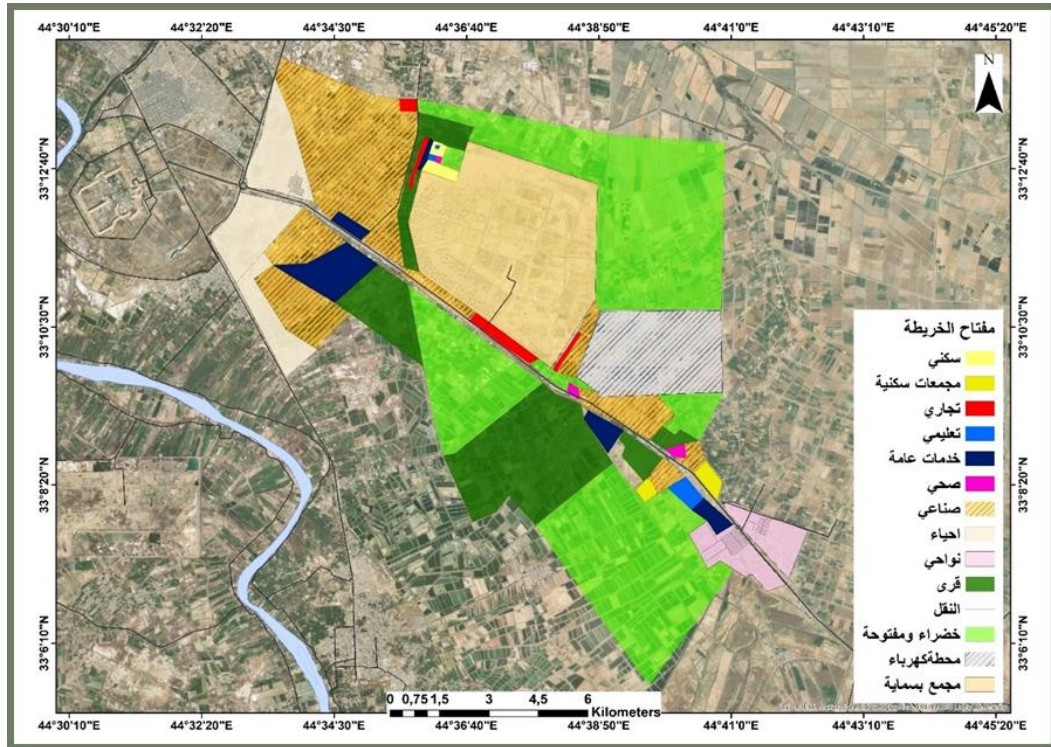 44°30'10"E 44°32'20"E 44°34'30"E 44°36'40"E 44°38'50"E 44°41'0"E 44°43'10"E 44°45'20"E
N
33°12'40"N 33°12'40"N
33°10'30"N 33°10'30"N
مفتاح الخريطة
سكني
مجمعات سكنية
تجاري
تعليمي
خدمات عامة
صحي
صناعي
احياء
نواحي
قرى
النقل
خضراء ومفتوحة
محطةكهرباء
مجمع بسماية
33°8'20"N 33°8'20"N
33°6'10"N 33°6'10"N
0 0,75 1,5 3 4,5 6
Kilometers
44°30'10"E 44°32'20"E 44°34'30"E 44°36'40"E 44°38'50"E 44°41'0"E 44°43'10"E 44°45'20"E